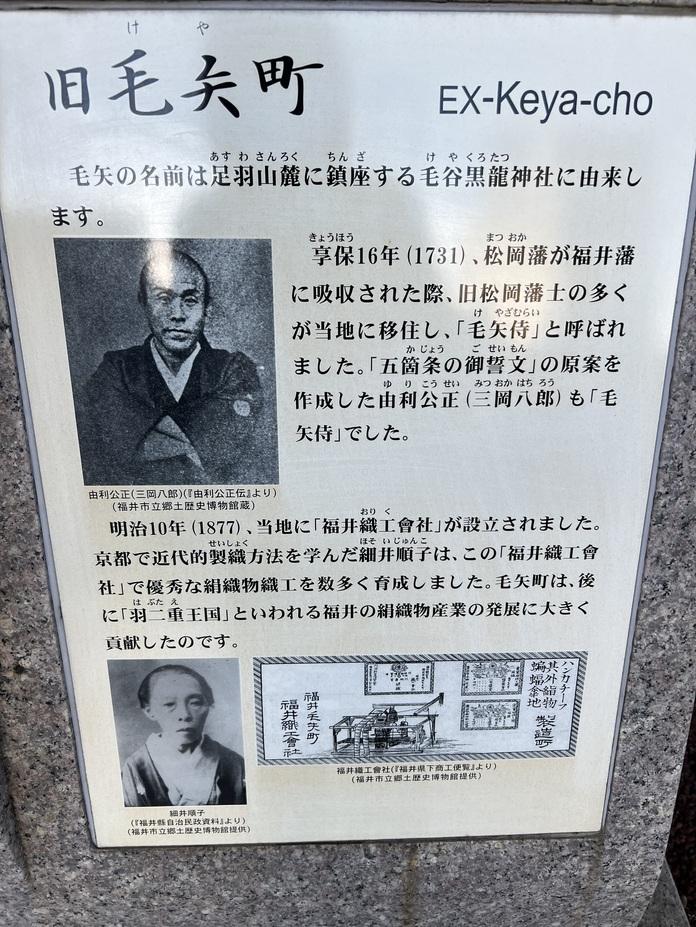 けや
旧毛矢町
EX-Keya-cho
あすわさんろく ちんざ けやくろたつ
毛矢の名前は足羽山麓に鎮座する毛谷黒龍神社に由来し
ます。
きょうほう まつおか
享保16年(1731)、松岡藩が福井藩
に吸収された際、旧松岡藩士の多く
けやざむらい
が当地に移住し、「毛矢侍」と呼ばれ
かじょう ごせいもん
ました。「五箇条の御誓文」の原案を
ゆりこうせい みつおかはちろう
作成した由利公正(三岡八郎)も「毛
矢侍」でした。
由利公正(三岡八郎)(『由利公正伝』より)
(福井市立郷土歴史博物館蔵)
おりく
明治10年(1877)、当地に「福井織工會社」が設立されました。
せいしょく ほそいじゅんこ
京都で近代的製織方法を学んだ細井順子は、この「福井織工會
社」で優秀な絹織物織工を数多く育成しました。毛矢町は、後
はぶたえ
に「羽二重王国」といわれる福井の絹織物産業の発展に大きく
貢献したのです。
ハンカチーフ
其外絹物
蝙蝠傘地
製造所
福井毛矢町
福井織工會社
福井織工會社(『福井県下商工便覧』より)
(福井市立郷土歴史博物館提供)
細井順子
(『福井縣自治民政資料』より)
(福井市立郷土歴史博物館提供)